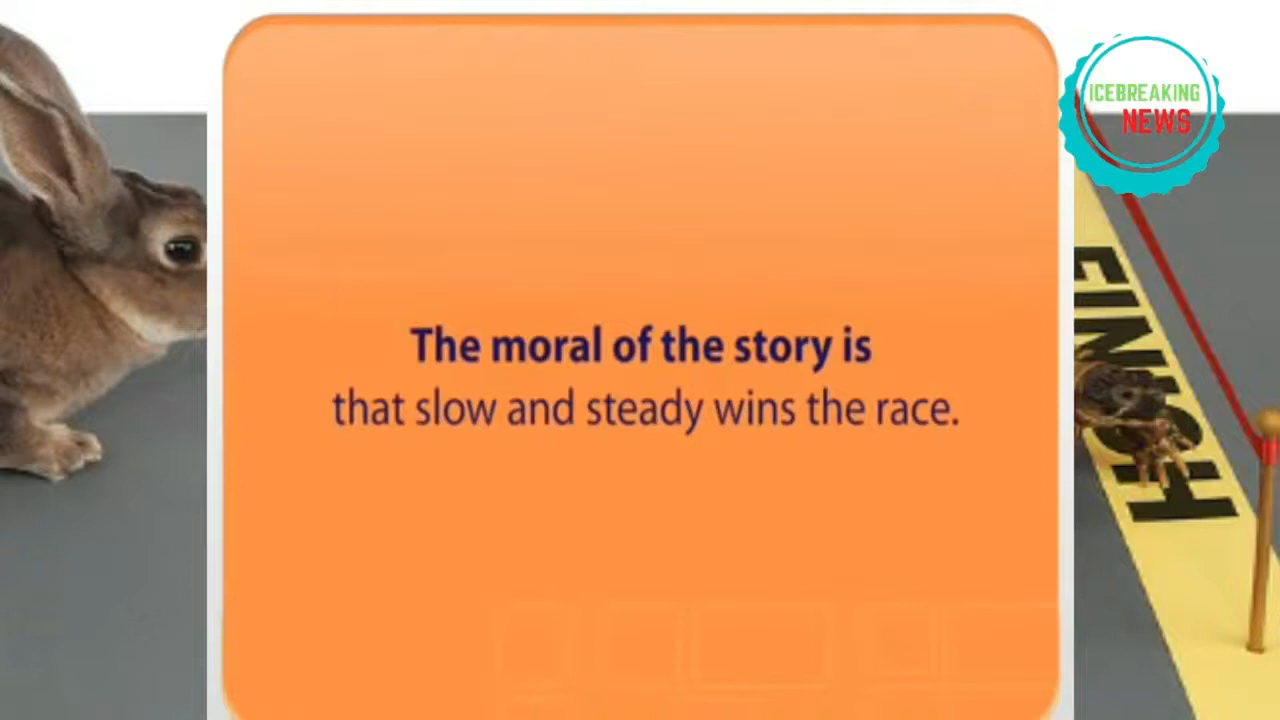 ICEBREAKING
NEWS
The moral of the story is
that slow and steady wins the race.
FINISH